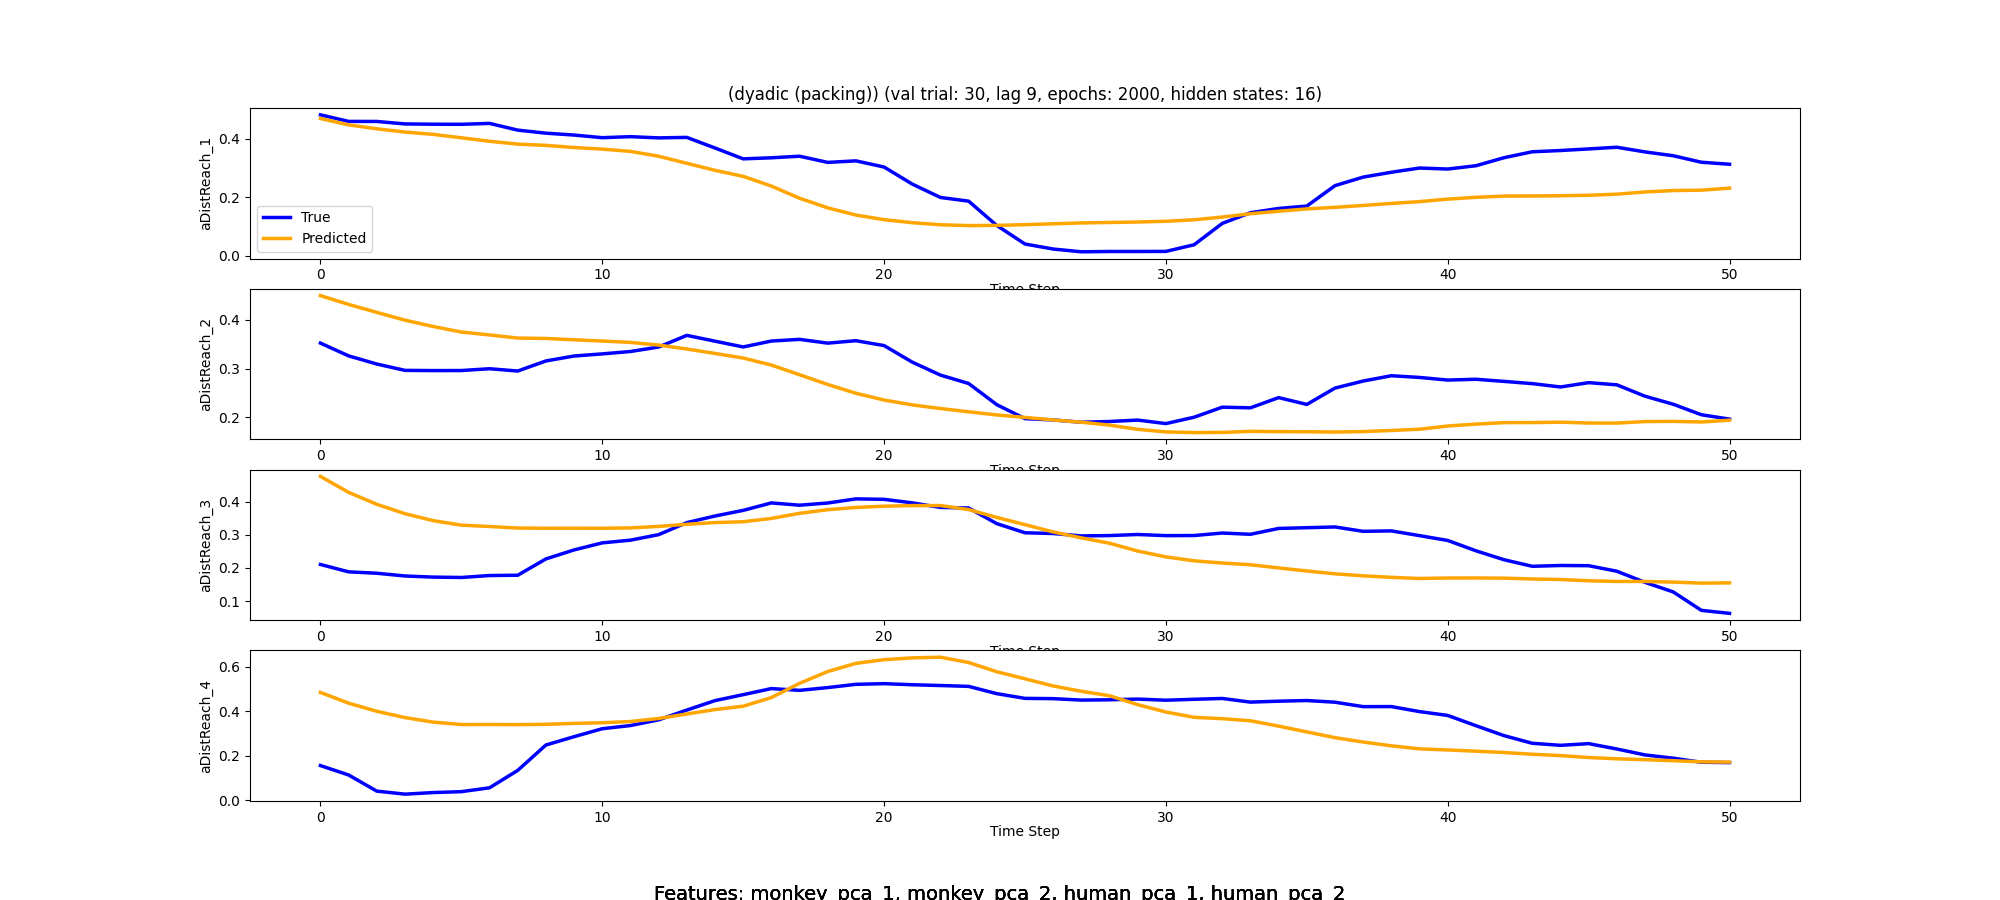 (dyadic (packing)) (val trial: 30, lag 9, epochs: 2000, hidden states: 16)
aDistReach_1
0.4
0.2
0.0
True
Predicted
0 10 20 30 40 50
Time Step
aDistReach_2
0.4
0.3
0.2
0 10 20 30 40 50
Time Step
aDistReach_3
0.4
0.3
0.2
0.1
0 10 20 30 40 50
Time Step
aDistReach_4
0.6
0.4
0.2
0.0
0 10 20 30 40 50
Time Step
Features: monkey_pca_1, monkey_pca_2, human_pca_1, human_pca_2